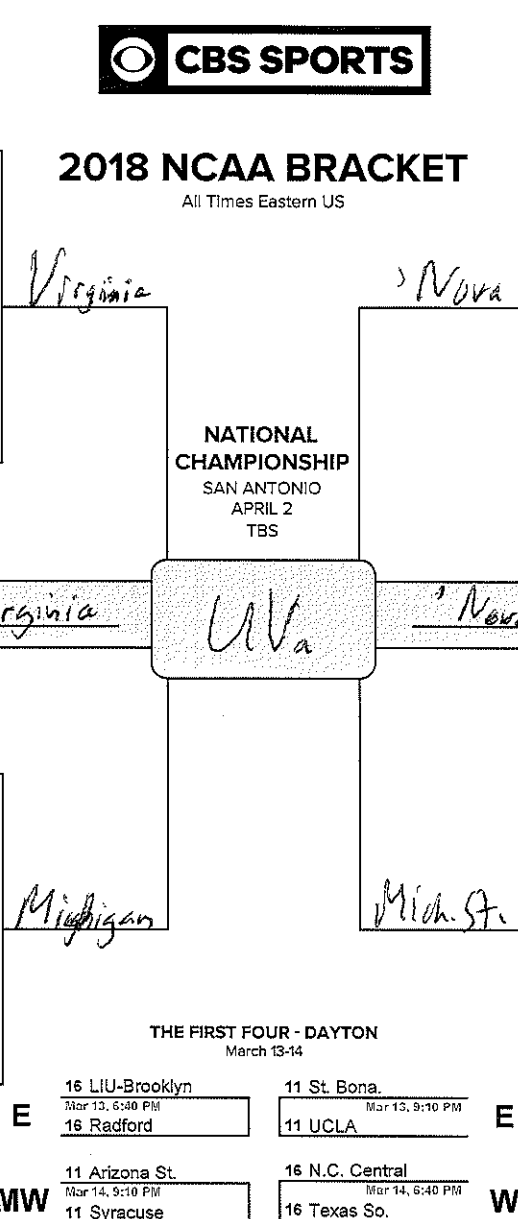 CBS SPORTS
2018 NCAA BRACKET
All Times Eastern US
Virginia
'Nova
NATIONAL
CHAMPIONSHIP
SAN ANTONIO
APRIL 2
TBS
rginia
UVa
'Nova
Michigan
Mich. St.
THE FIRST FOUR - DAYTON
March 13-14
16 LIU-Brooklyn
11 St. Bona.
E
Mar 13, 6:40 PM
Mar 13, 9:10 PM
E
16 Radford
11 UCLA
11 Arizona St.
16 N.C. Central
MW
Mar 14, 9:10 PM
Mar 14, 6:40 PM
W
11 Syracuse
16 Texas So.